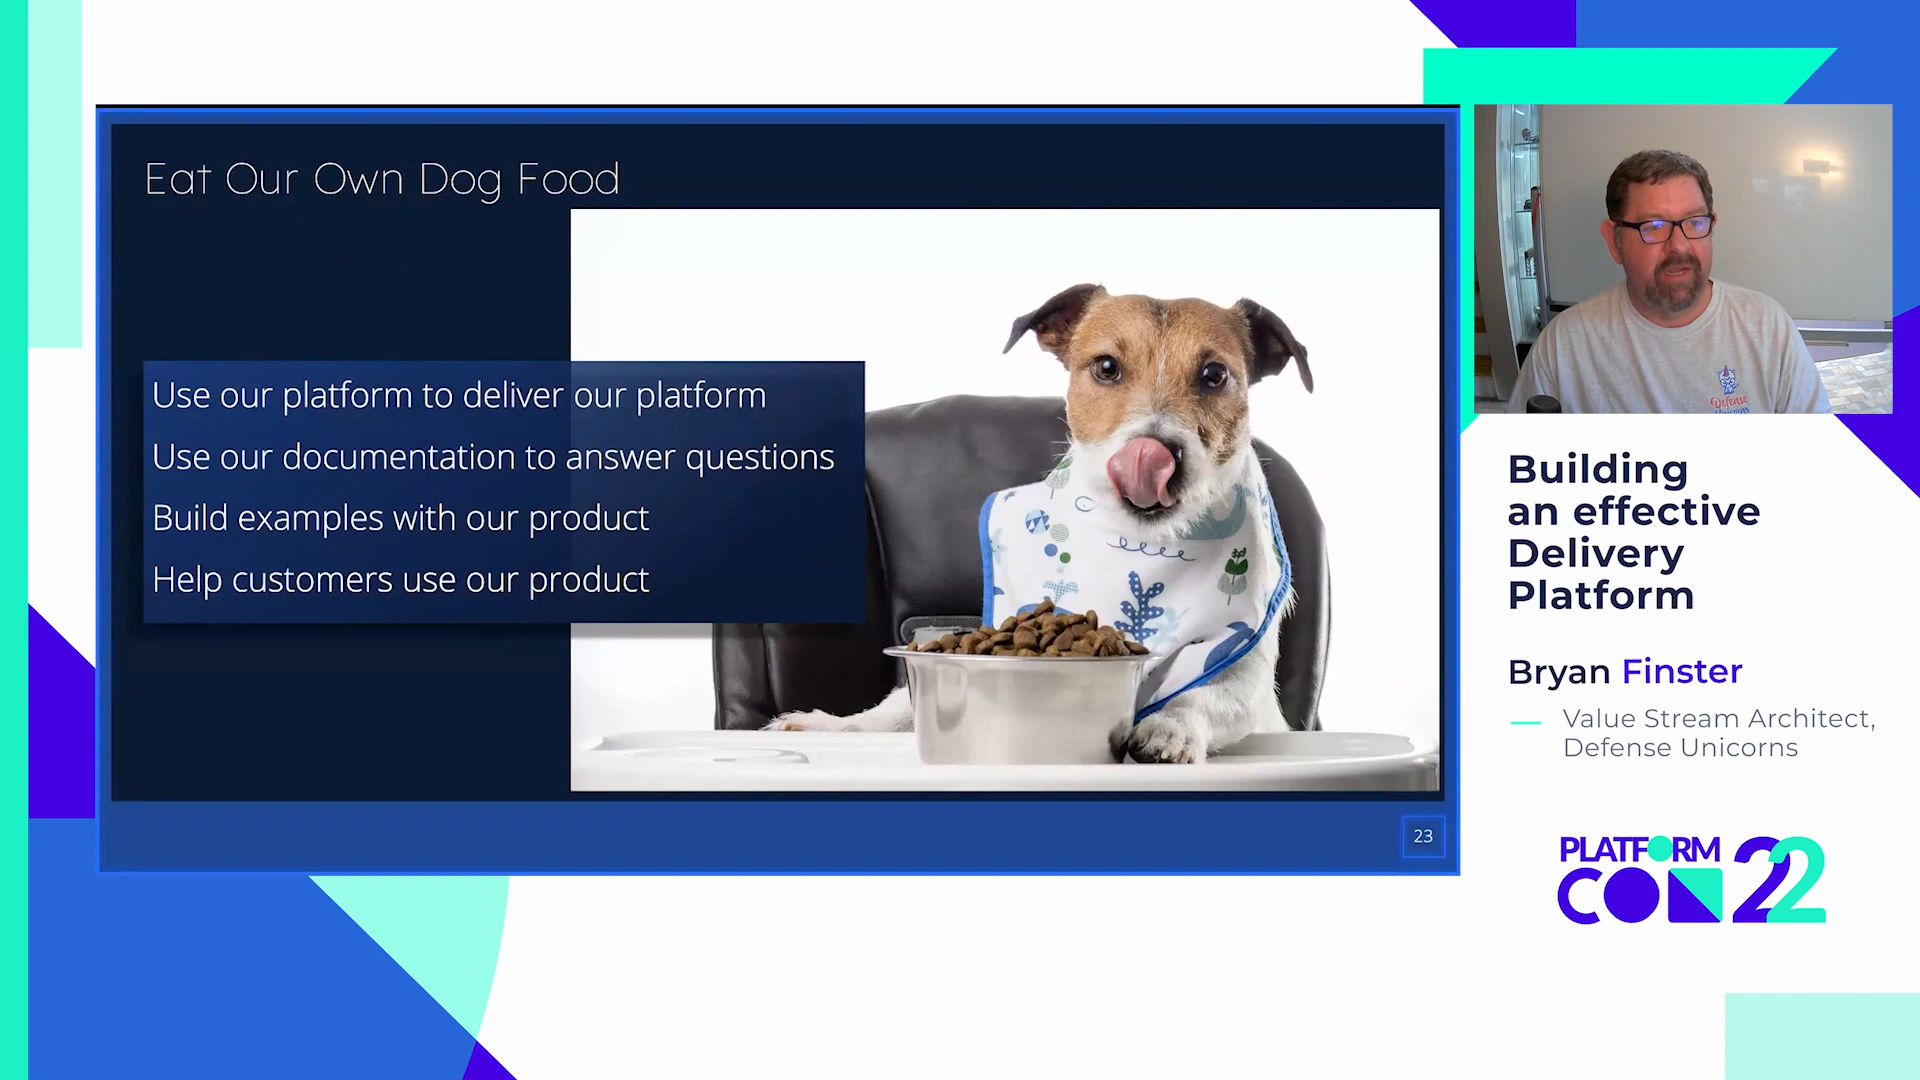 Eat Our Own Dog Food
Use our platform to deliver our platform
Use our documentation to answer questions
Build examples with our product
Help customers use our product
23
Defense
Unicorns
Building
an effective
Delivery
Platform
Bryan Finster
Value Stream Architect,
Defense Unicorns
PLATFORM
CON 22